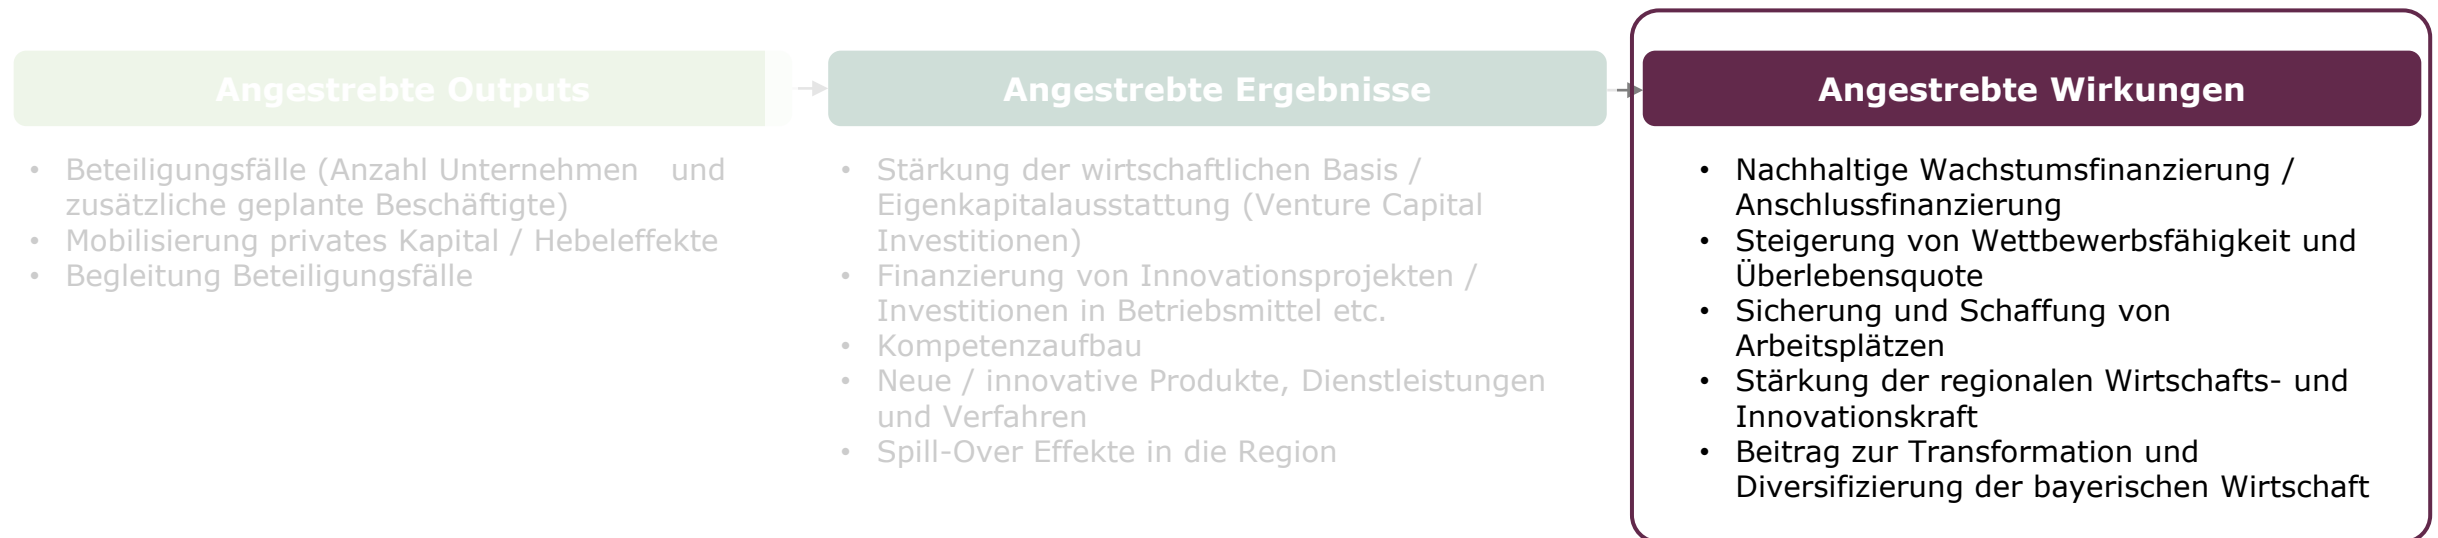 Angestrebte Outputs
• Beteiligungsfälle (Anzahl Unternehmen und
zusätzliche geplante Beschäftigte)
• Mobilisierung privates Kapital / Hebeleffekte
• Begleitung Beteiligungsfälle
Angestrebte Ergebnisse
• Stärkung der wirtschaftlichen Basis /
Eigenkapitalausstattung (Venture Capital
Investitionen)
• Finanzierung von Innovationsprojekten /
Investitionen in Betriebsmittel etc.
• Kompetenzaufbau
• Neue / innovative Produkte, Dienstleistungen
und Verfahren
• Spill-Over Effekte in die Region
Angestrebte Wirkungen
• Nachhaltige Wachstumsfinanzierung /
Anschlussfinanzierung
• Steigerung von Wettbewerbsfähigkeit und
Überlebensquote
• Sicherung und Schaffung von
Arbeitsplätzen
• Stärkung der regionalen Wirtschafts- und
Innovationskraft
• Beitrag zur Transformation und
Diversifizierung der bayerischen Wirtschaft